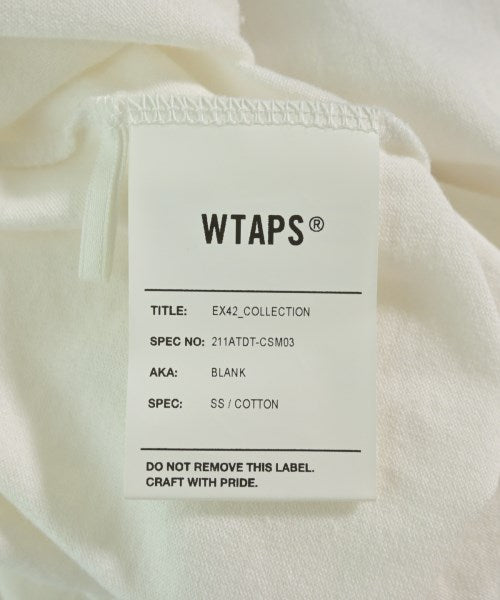 WTAPS®
TITLE: EX42_COLLECTION
SPEC NO: 211ATDT-CSM03
AKA: BLANK
SPEC: SS / COTTON
DO NOT REMOVE THIS LABEL.
CRAFT WITH PRIDE.